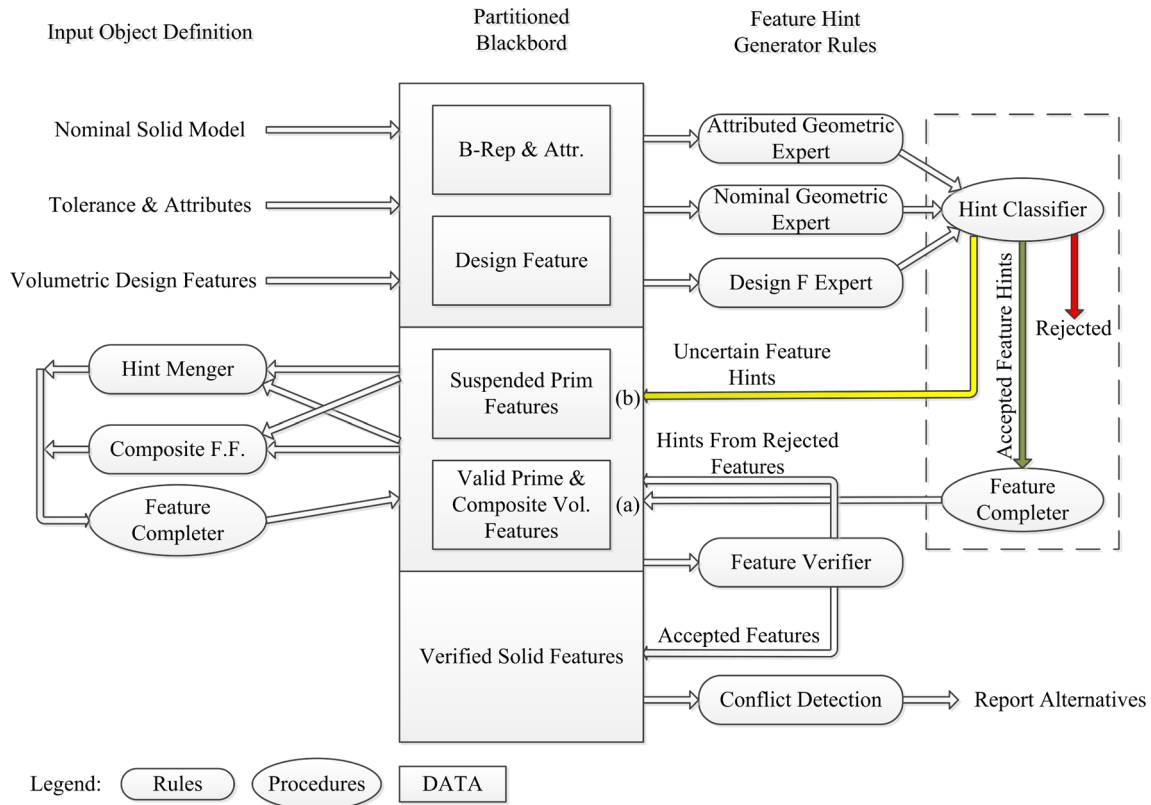 Input Object Definition
Partitioned
Blackbord
Feature Hint
Generator Rules
Nominal Solid Model
Tolerance & Attributes
Volumetric Design Features
B-Rep & Attr.
Design Feature
Attributed Geometric
Expert
Nominal Geometric
Expert
Design F Expert
Hint Classifier
Rejected
Accepted Feature Hints
Uncertain Feature
Hints
Hint Menger
Composite F.F.
Feature
Completer
Suspended Prim
Features
(b)
Valid Prime &
Composite Vol.
Features
(a)
Hints From Rejected
Features
Feature
Completer
Feature Verifier
Accepted Features
Verified Solid Features
Conflict Detection
Report Alternatives
Legend:
Rules
Procedures
DATA